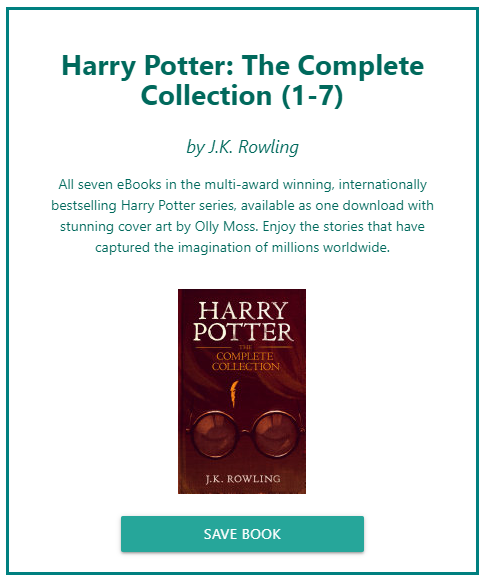 Harry Potter: The Complete
Collection (1-7)
by J.K. Rowling
All seven eBooks in the multi-award winning, internationally
bestselling Harry Potter series, available as one download with
stunning cover art by Olly Moss. Enjoy the stories that have
captured the imagination of millions worldwide.
HARRY
POTTER
THE
COMPLETE
COLLECTION
J.K. ROWLING
SAVE BOOK